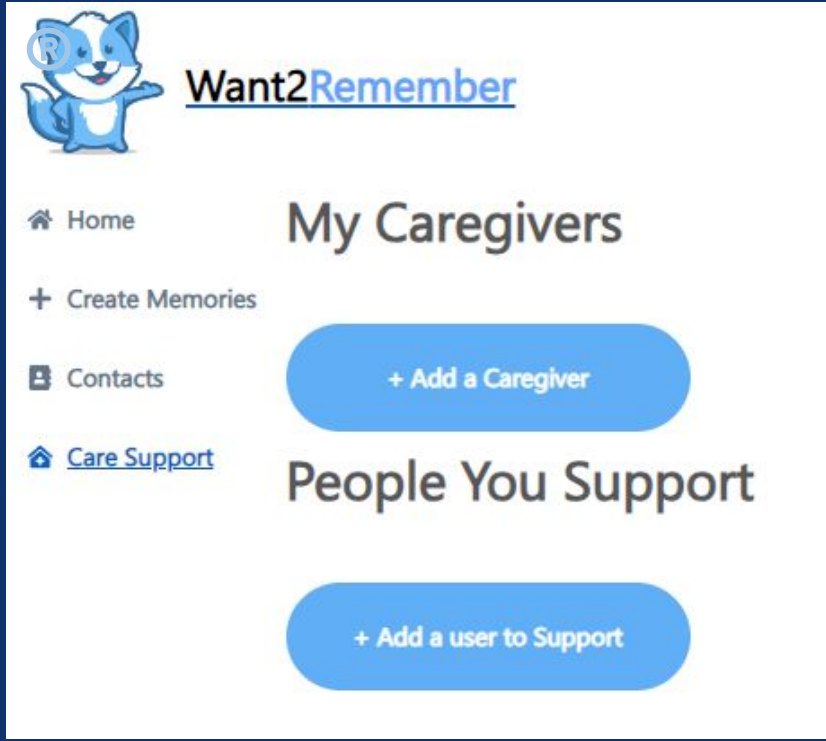 ®
Want2Remember
Home
Create Memories
Contacts
Care Support
My Caregivers
+ Add a Caregiver
People You Support
+ Add a user to Support